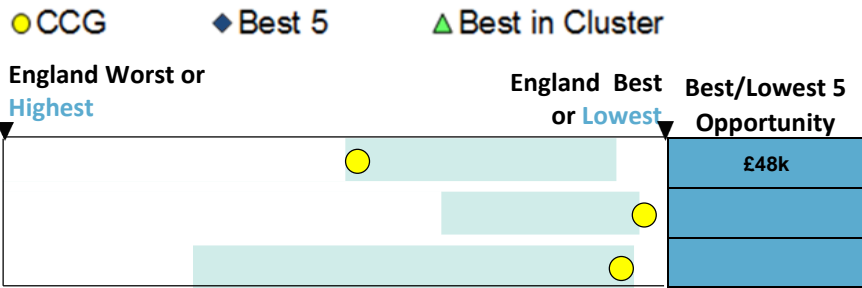 CCG Best 5 Best in Cluster
England Worst or
Highest
England Best
or Lowest
Best/Lowest 5
Opportunity
£48k